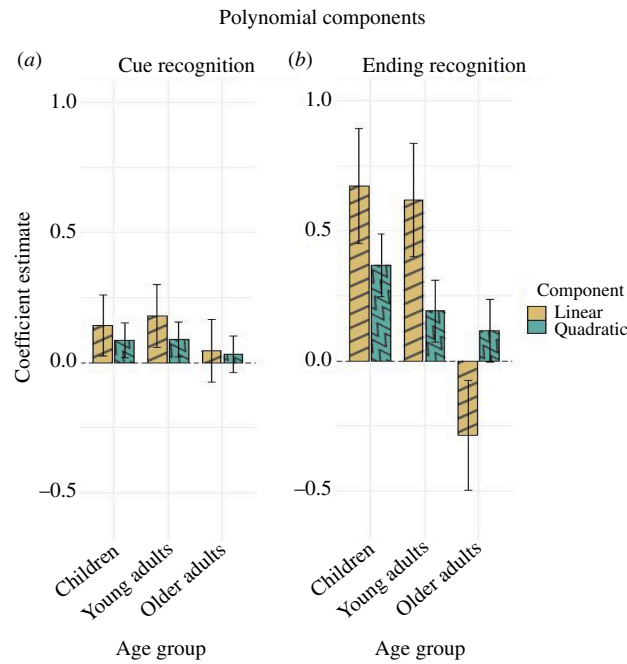 Polynomial components
(a) Cue recognition
(b) Ending recognition
Coefficient estimate
1.0
0.5
0.0
–0.5
1.0
0.5
0.0
–0.5
Children
Young adults
Older adults
Age group
Children
Young adults
Older adults
Age group
Component
Linear
Quadratic